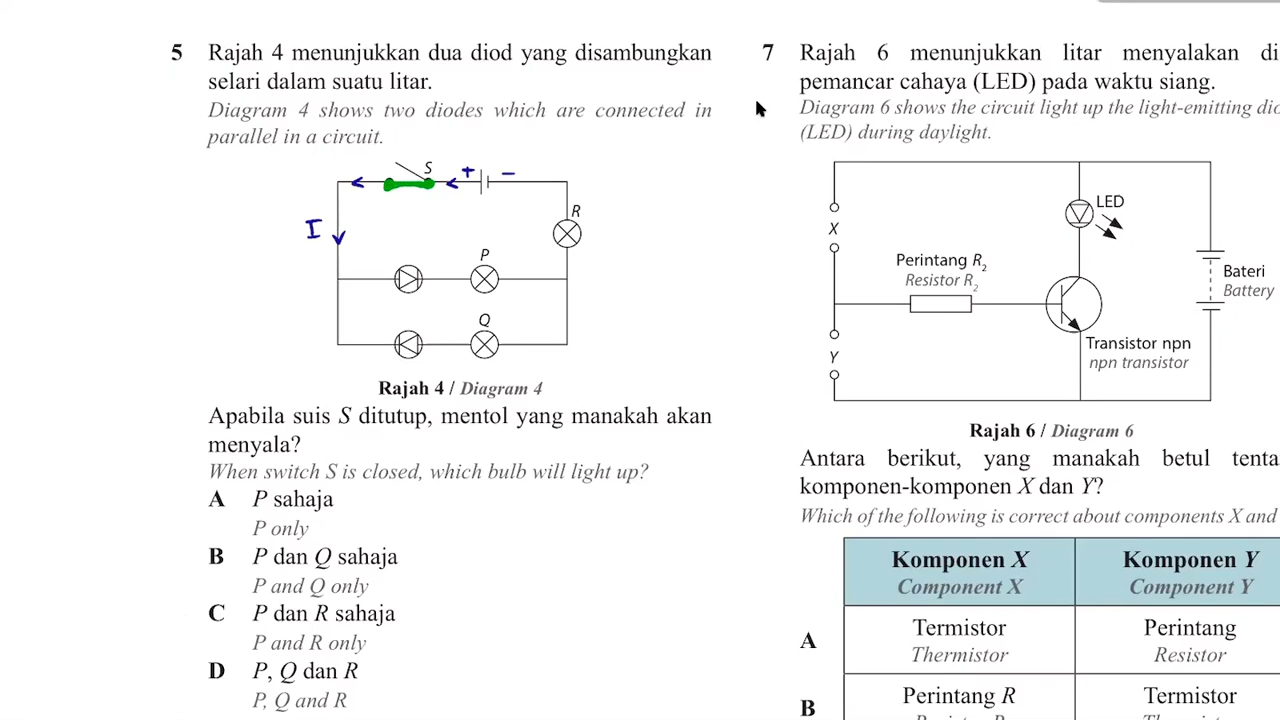 5 Rajah 4 menunjukkan dua diod yang disambungkan
selari dalam suatu litar.
Diagram 4 shows two diodes which are connected in
parallel in a circuit.
S
+ −
R
I
P
Q
Rajah 4 / Diagram 4
Apabila suis S ditutup, mentol yang manakah akan
menyala?
When switch S is closed, which bulb will light up?
A P sahaja
P only
B P dan Q sahaja
P and Q only
C P dan R sahaja
P and R only
D P, Q dan R
P, Q and R
7 Rajah 6 menunjukkan litar menyalakan di
pemancar cahaya (LED) pada waktu siang.
Diagram 6 shows the circuit light up the light-emitting dio
(LED) during daylight.
LED
X
Perintang R2
Resistor R2
Bateri
Battery
Y
Transistor npn
npn transistor
Rajah 6 / Diagram 6
Antara berikut, yang manakah betul tenta
komponen-komponen X dan Y?
Which of the following is correct about components X and
Komponen X Komponen Y
Component X Component Y
A Termistor Perintang
Thermistor Resistor
B Perintang R Termistor